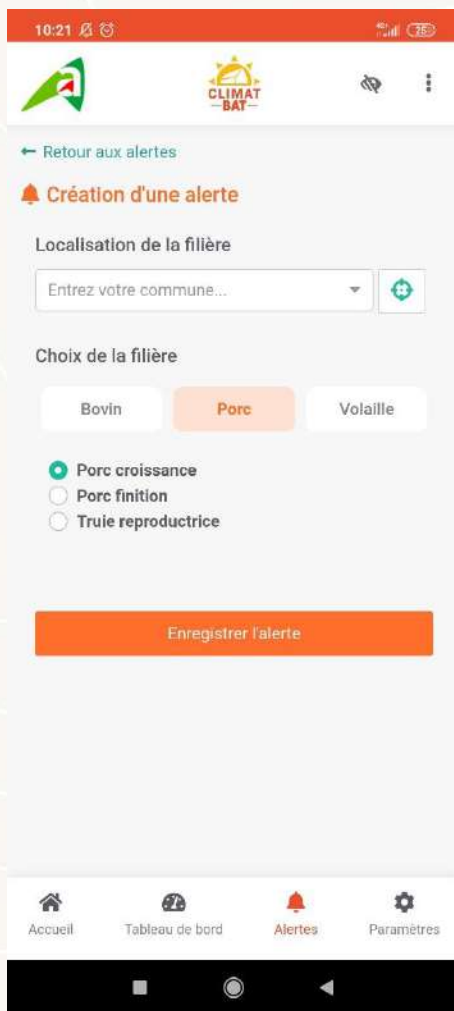 10:21
4G 25
CLIMAT
BAT
← Retour aux alertes
Création d'une alerte
Localisation de la filière
Entrez votre commune...
Choix de la filière
Bovin Porc Volaille
Porc croissance
Porc finition
Truie reproductrice
Enregistrer l'alerte
Accueil Tableau de bord Alertes Paramètres